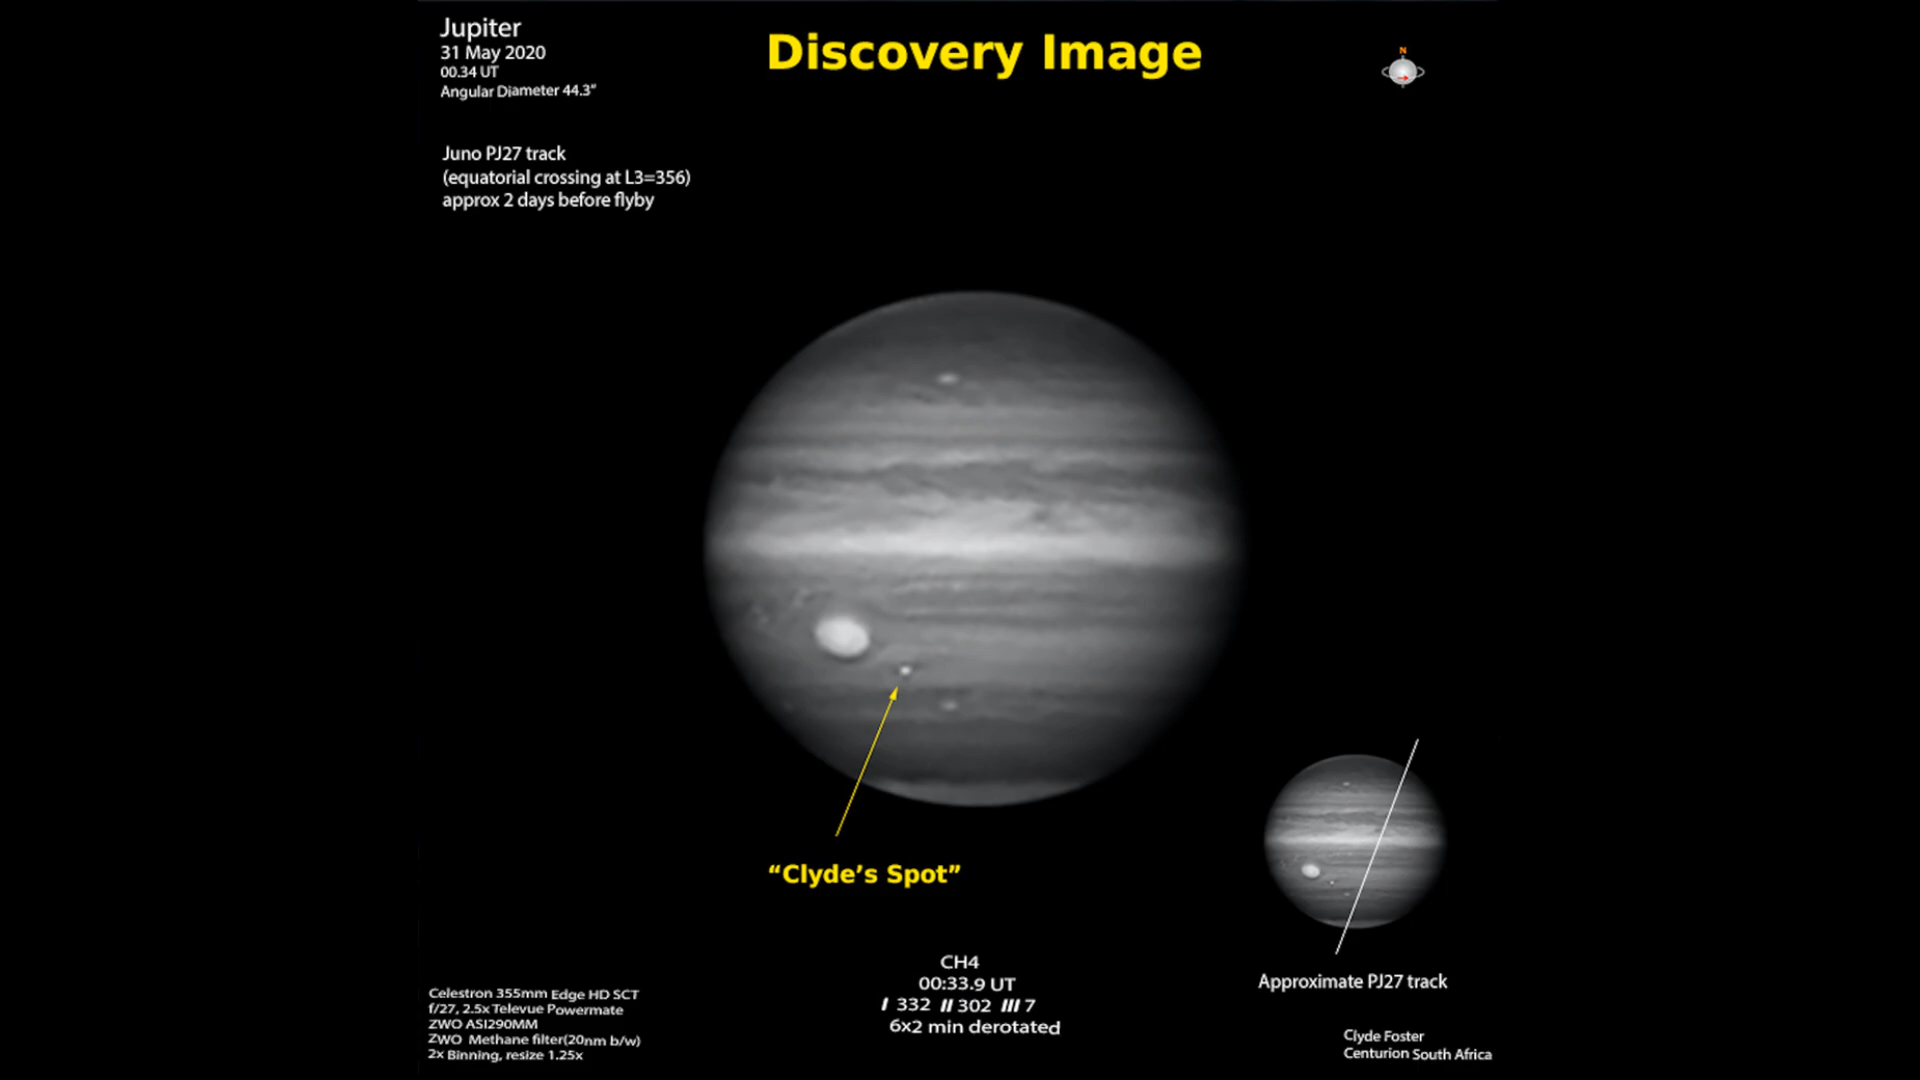 Jupiter
31 May 2020
00.34 UT
Angular Diameter 44.3"
Discovery Image
N
Juno PJ27 track
(equatorial crossing at L3=356)
approx 2 days before flyby
“Clyde’s Spot”
CH4
00:33.9 UT
I 332 II 302 III 7
6x2 min derotated
Approximate PJ27 track
Celestron 355mm Edge HD SCT
f/27, 2.5x Televue Powermate
ZWO ASI290MM
ZWO Methane filter(20nm b/w)
2x Binning, resize 1.25x
Clyde Foster
Centurion South Africa